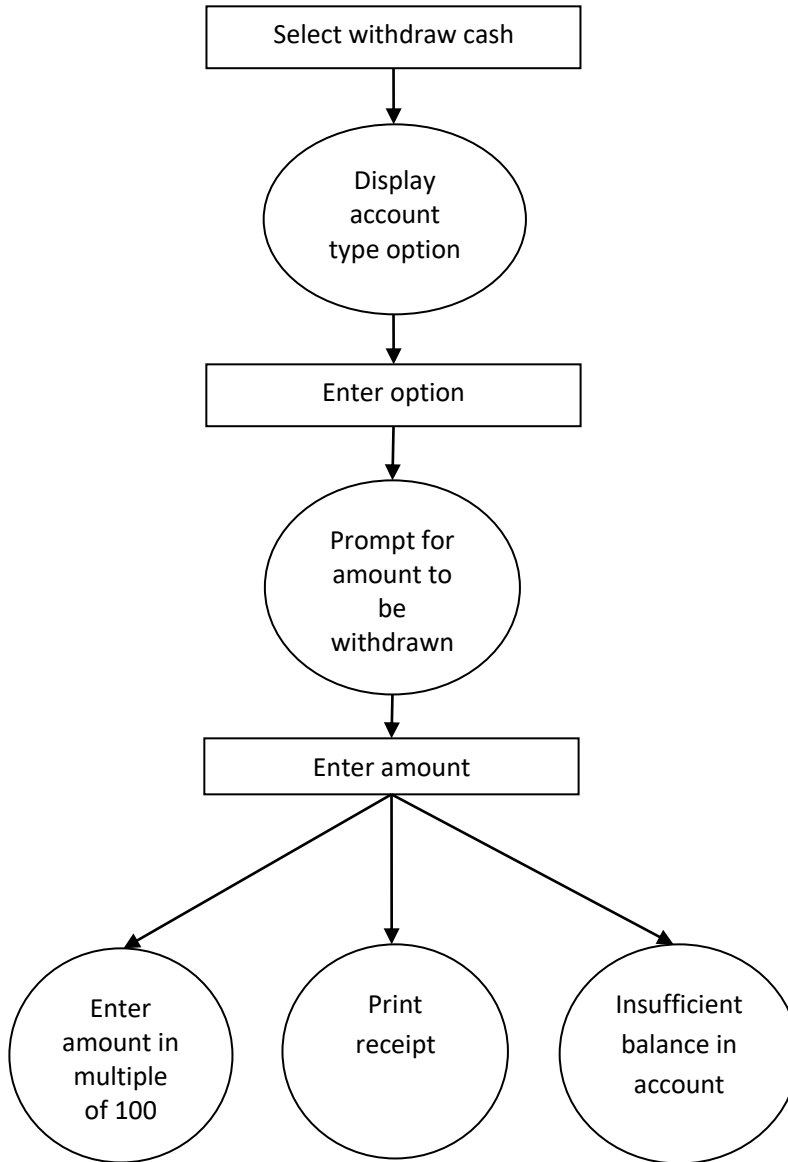 Select withdraw cash
Display
account
type option
Enter option
Prompt for
amount to
be
withdrawn
Enter amount
Enter
amount in
multiple
of 100
Print
receipt
Insufficient
balance in
account